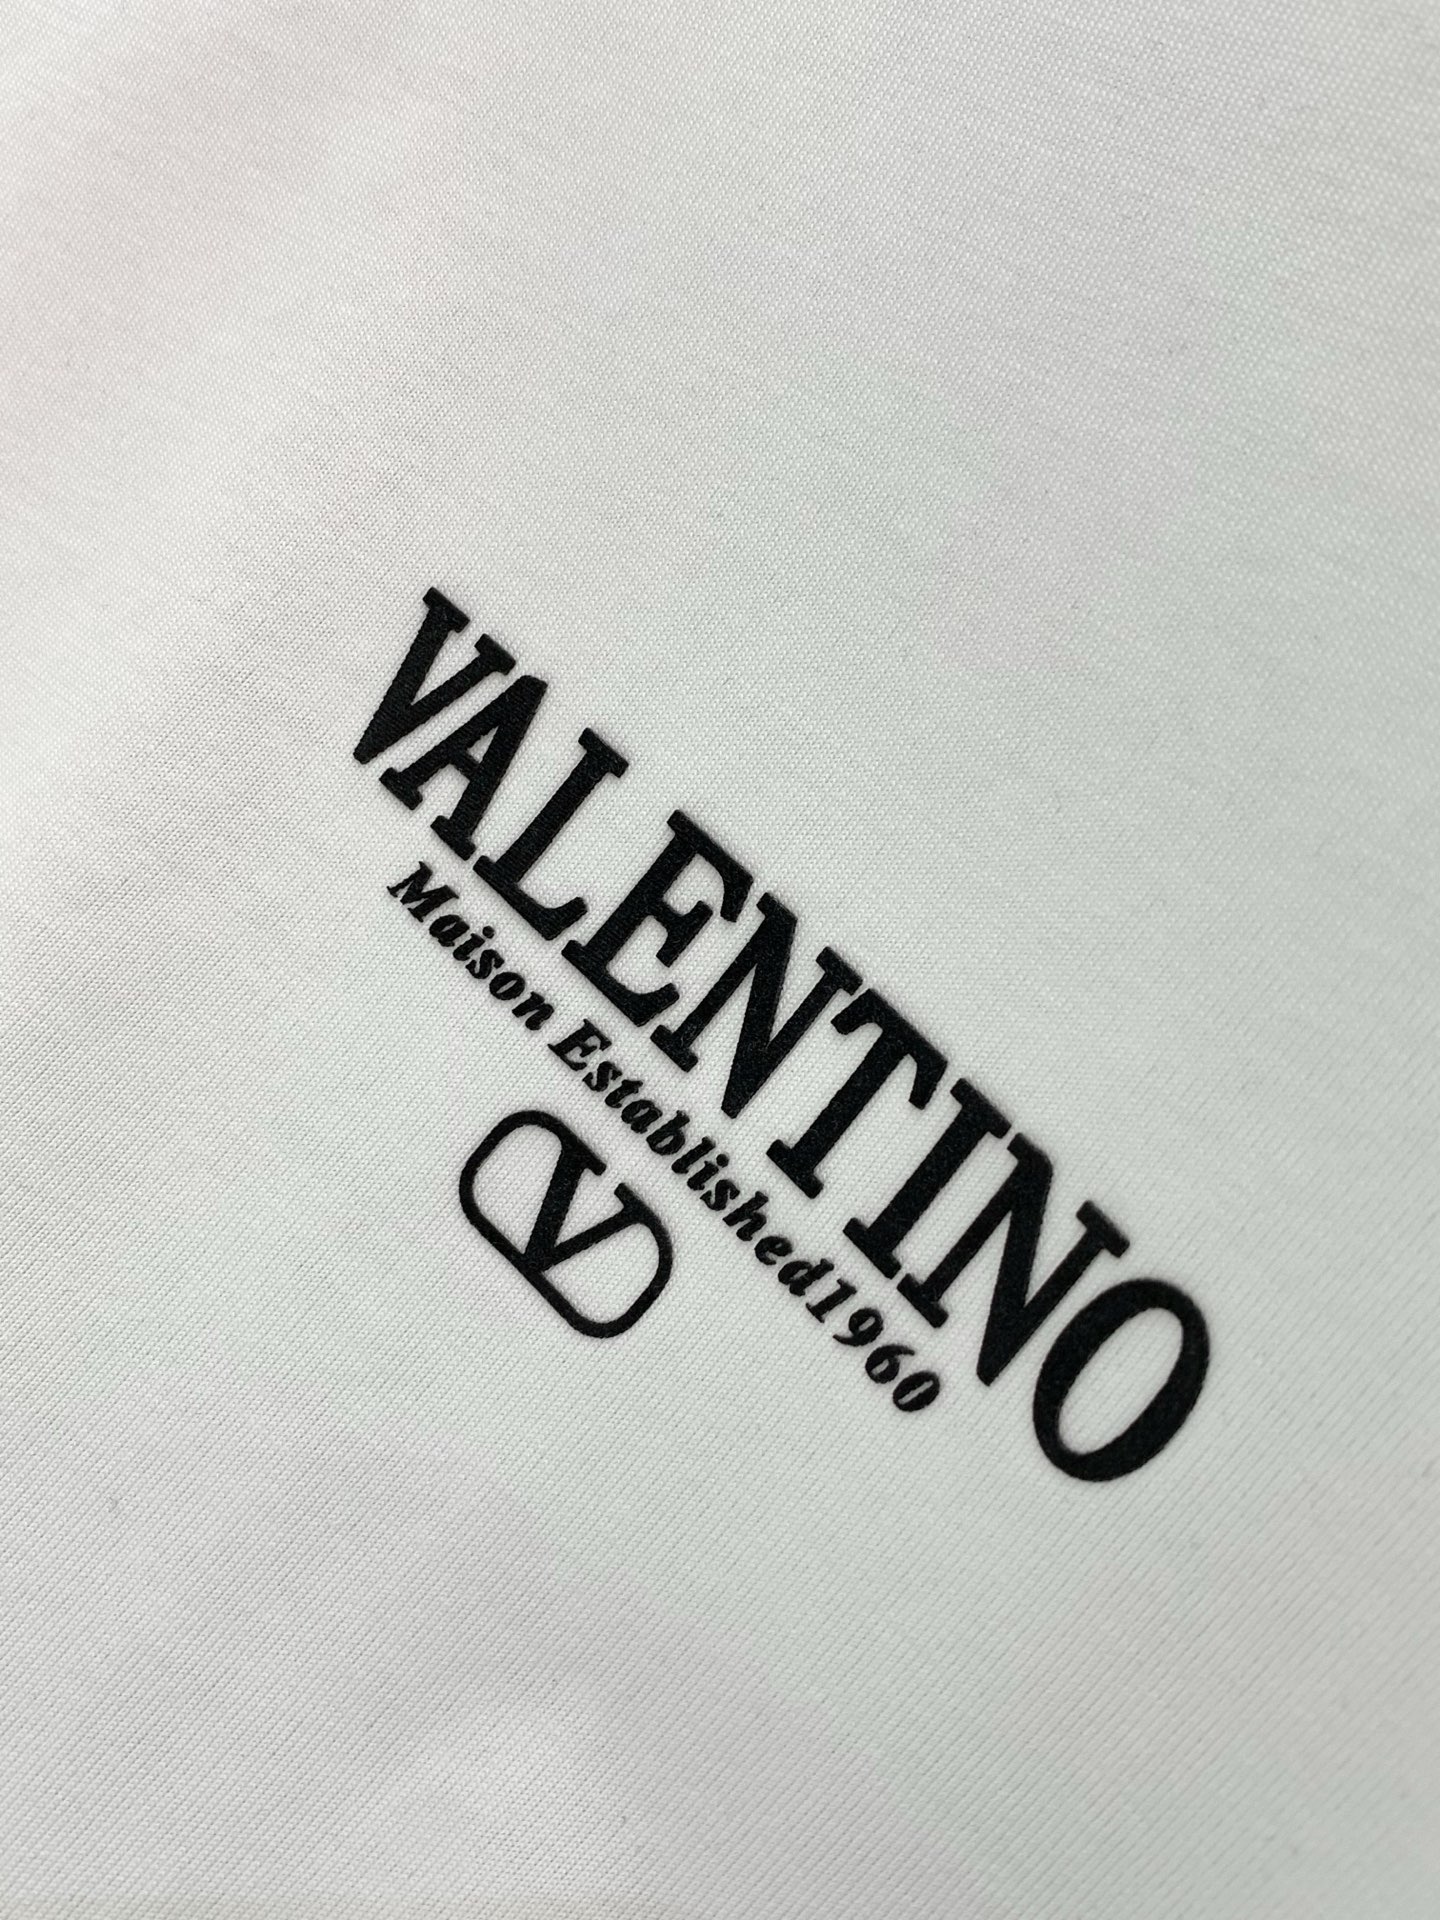 VALENTINO
Maison Established1960
V